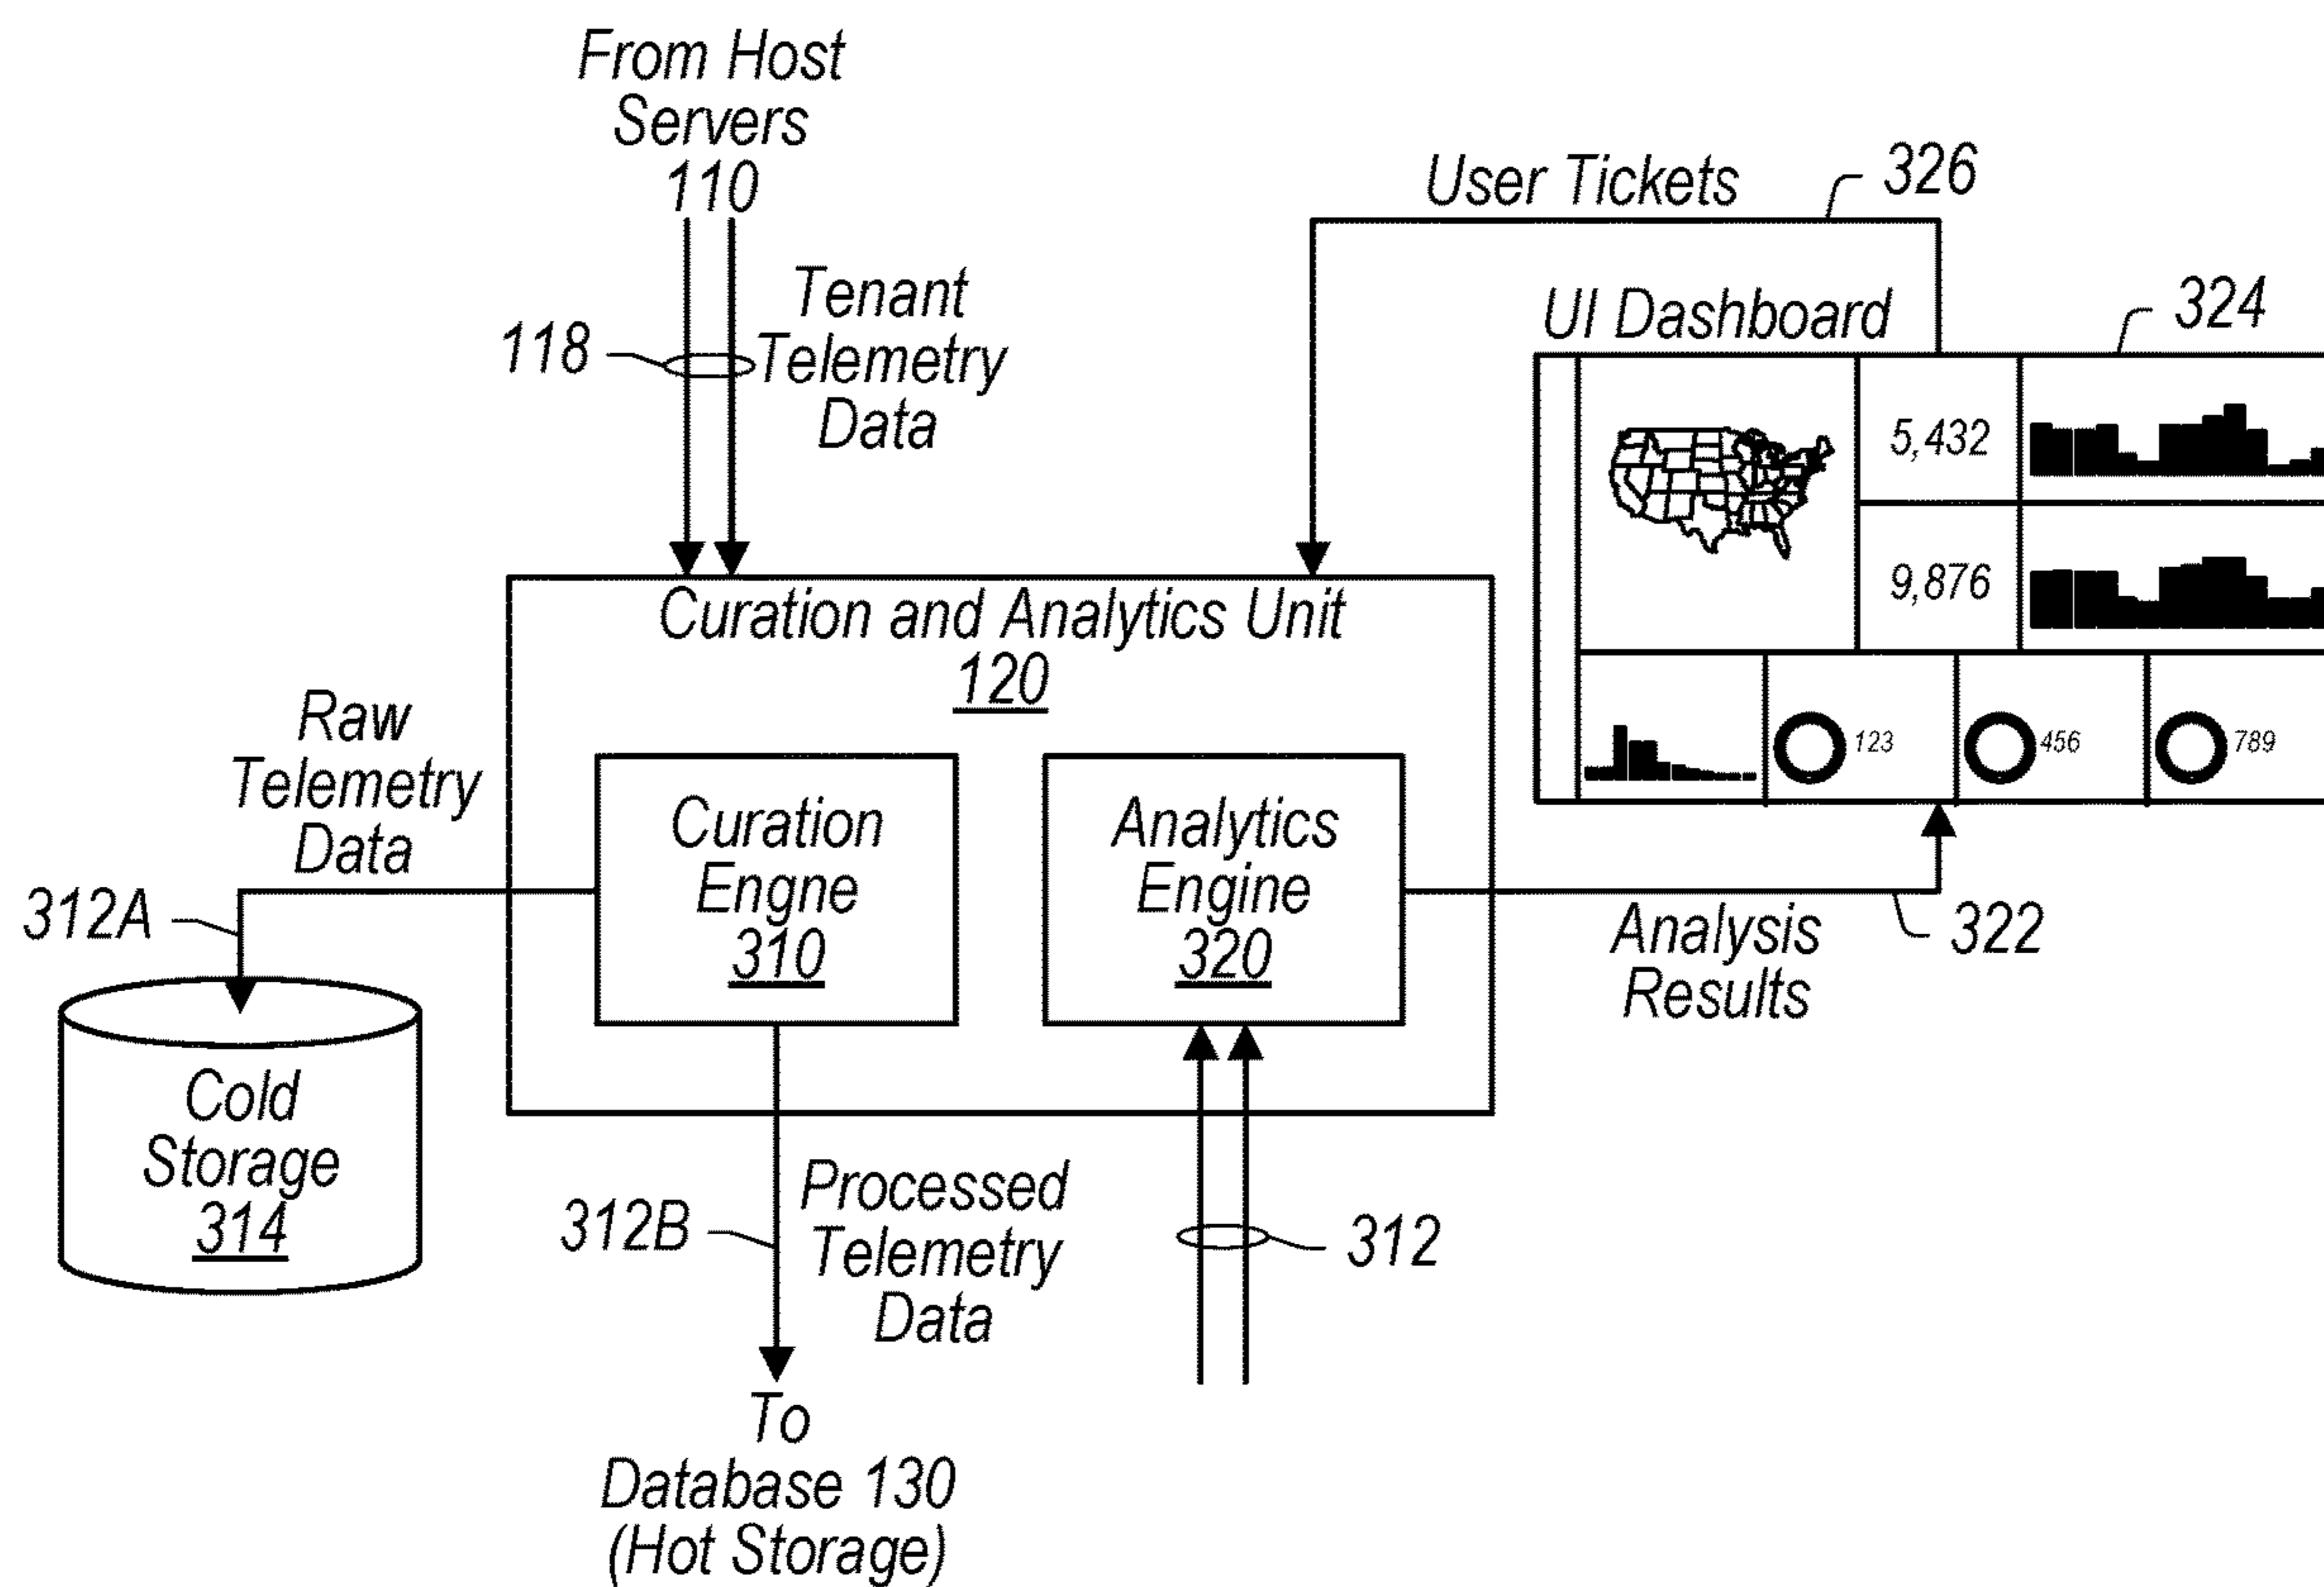 From Host
Servers
110
User Tickets
326
118
Tenant
Telemetry
Data
UI Dashboard
324
5,432
9,876
123
456
789
Curation and Analytics Unit
120
Raw
Telemetry
Data
312A
Curation
Engne
310
Analytics
Engine
320
Analysis
Results
322
Cold
Storage
314
312B
Processed
Telemetry
Data
312
To
Database 130
(Hot Storage)